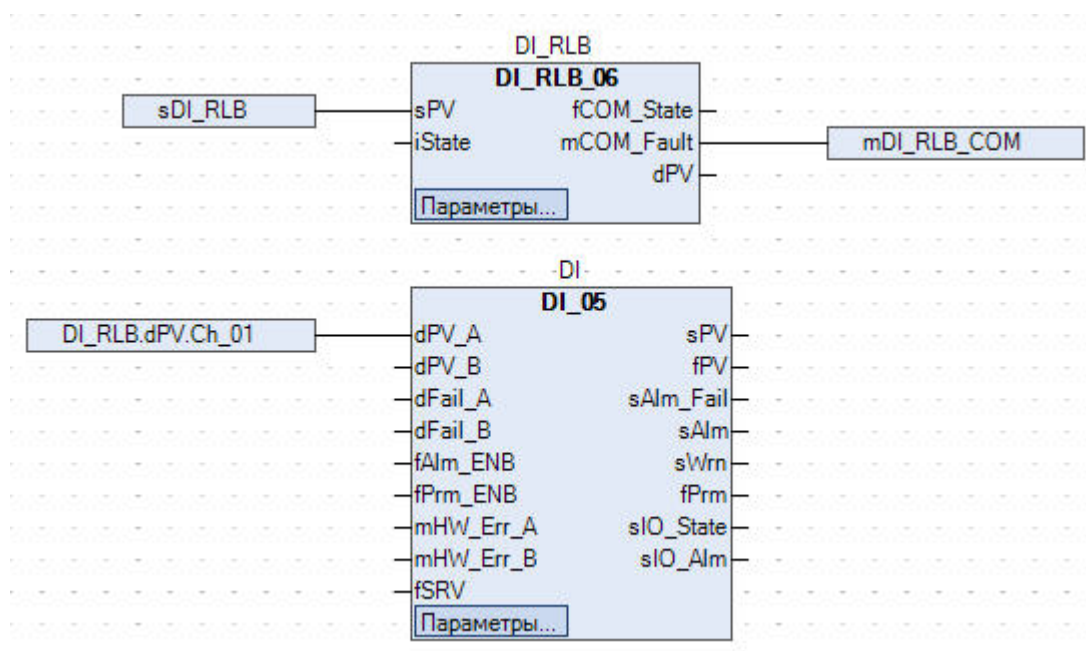 DI_RLB
DI_RLB_06
sDI_RLB
sPV
fCOM_State
iState
mCOM_Fault
mDI_RLB_COM
dPV
Параметры...
DI
DI_05
DI_RLB.dPV.Ch_01
dPV_A
sPV
dPV_B
fPV
dFail_A
sAlm_Fail
dFail_B
sAlm
fAlm_ENB
sWrn
fPrm_ENB
fPrm
mHW_Err_A
sIO_State
mHW_Err_B
sIO_Alm
fSRV
Параметры...